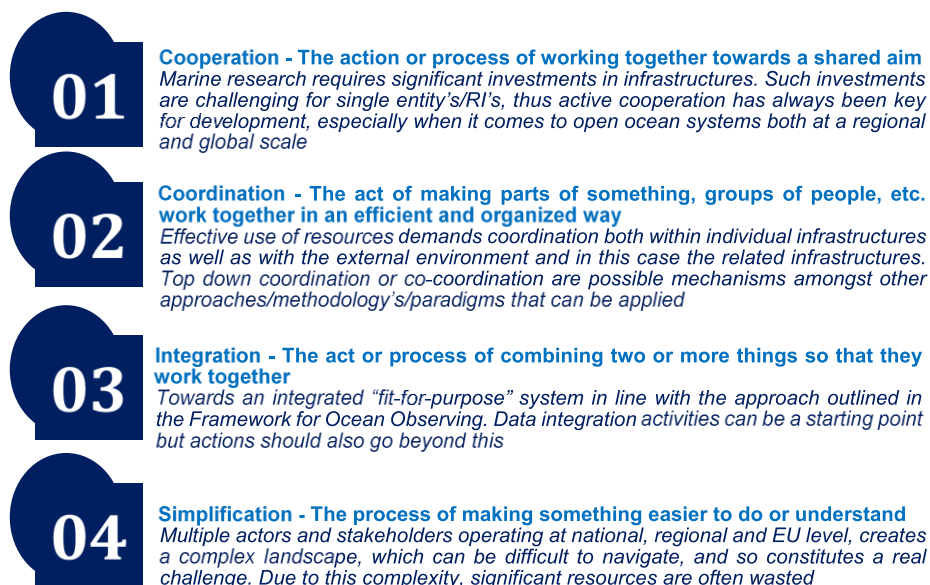 01
Cooperation - The action or process of working together towards a shared aim
Marine research requires significant investments in infrastructures. Such investments
are challenging for single entity's/RI's, thus active cooperation has always been key
for development, especially when it comes to open ocean systems both at a regional
and global scale
02
Coordination - The act of making parts of something, groups of people, etc.
work together in an efficient and organized way
Effective use of resources demands coordination both within individual infrastructures
as well as with the external environment and in this case the related infrastructures.
Top down coordination or co-coordination are possible mechanisms amongst other
approaches/methodology's/paradigms that can be applied
03
Integration - The act or process of combining two or more things so that they
work together
Towards an integrated “fit-for-purpose” system in line with the approach outlined in
the Framework for Ocean Observing. Data integration activities can be a starting point
but actions should also go beyond this
04
Simplification - The process of making something easier to do or understand
Multiple actors and stakeholders operating at national, regional and EU level, creates
a complex landscape, which can be difficult to navigate, and so constitutes a real
challenge. Due to this complexity, significant resources are often wasted